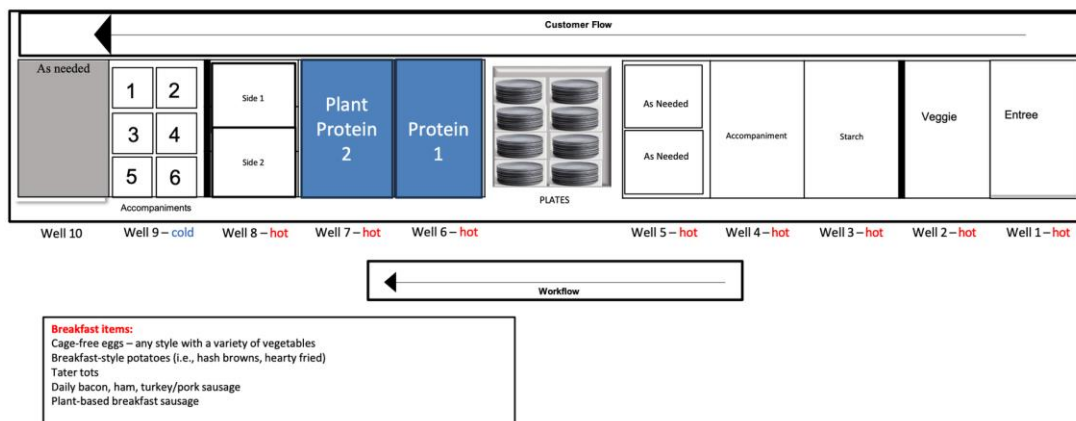 Customer Flow
As needed
1 2
3 4
5 6
Accompaniments
Side 1
Side 2
Plant
Protein
2
Protein
1
PLATES
As Needed
As Needed
Accompaniment
Starch
Veggie
Entree
Well 10
Well 9 – cold
Well 8 – hot
Well 7 – hot
Well 6 – hot
Well 5 – hot
Well 4 – hot
Well 3 – hot
Well 2 – hot
Well 1 – hot
Workflow
Breakfast items:
Cage-free eggs – any style with a variety of vegetables
Breakfast-style potatoes (i.e., hash browns, hearty fried)
Tater tots
Daily bacon, ham, turkey/pork sausage
Plant-based breakfast sausage